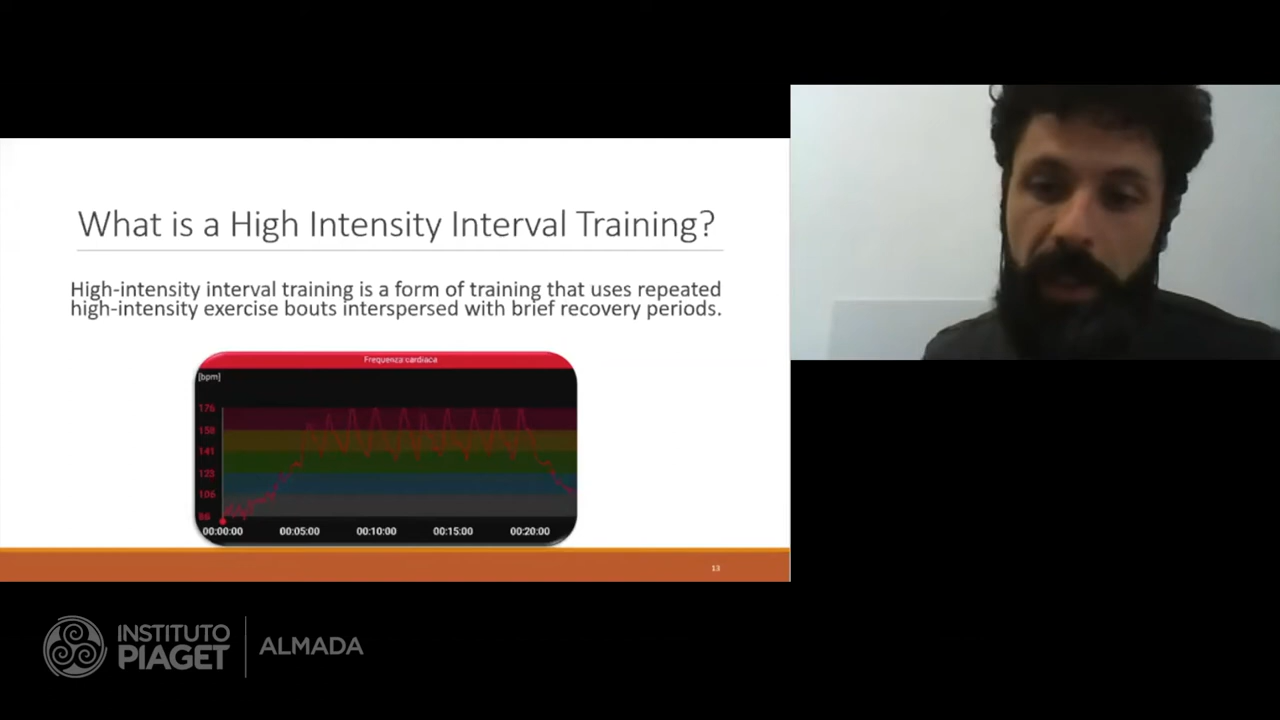 What is a High Intensity Interval Training?
High-intensity interval training is a form of training that uses repeated
high-intensity exercise bouts interspersed with brief recovery periods.
Frequenza cardiaca
[bpm]
176
158
141
123
106
86
00:00:00 00:05:00 00:10:00 00:15:00 00:20:00
13
INSTITUTO
PIAGET
ALMADA